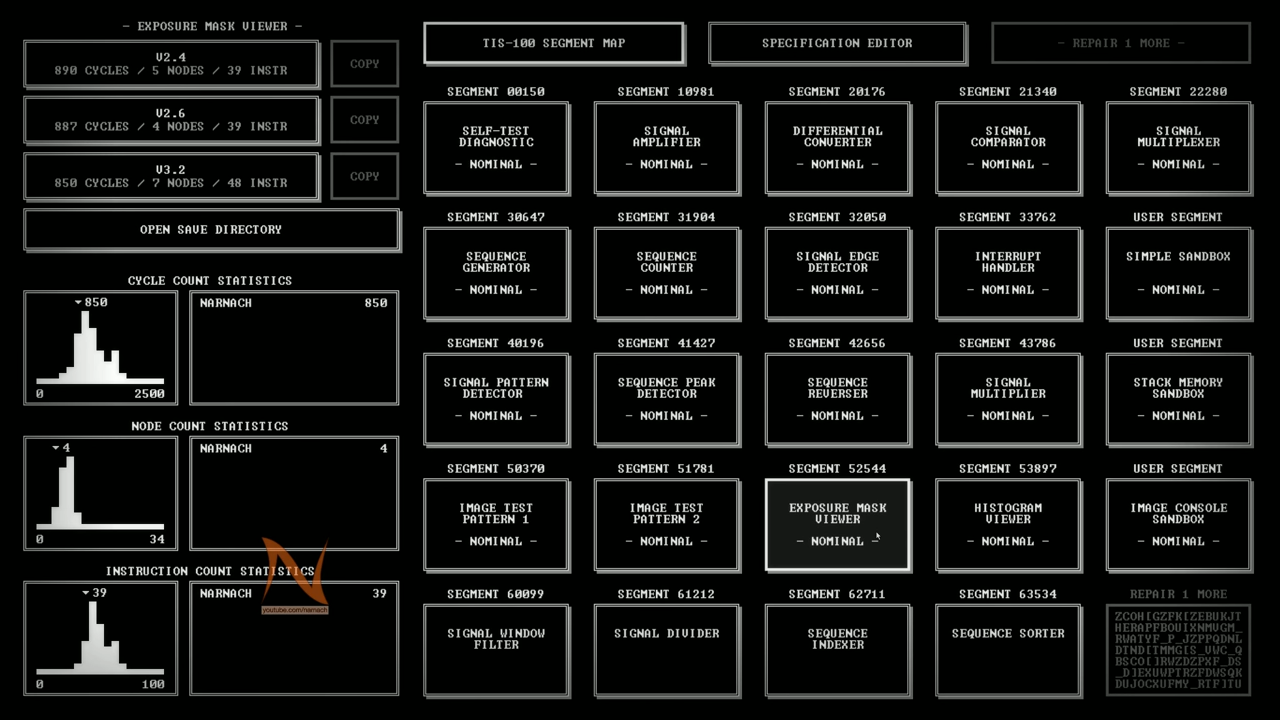 - EXPOSURE MASK VIEWER -
V2.4
890 CYCLES / 5 NODES / 39 INSTR
COPY
V2.6
887 CYCLES / 4 NODES / 39 INSTR
COPY
V3.2
850 CYCLES / 7 NODES / 48 INSTR
COPY
OPEN SAVE DIRECTORY
CYCLE COUNT STATISTICS
850
0 2500
NARNACH 850
NODE COUNT STATISTICS
4
0 34
NARNACH 4
INSTRUCTION COUNT STATISTICS
39
0 100
NARNACH 39
youtube.com/narnach
TIS-100 SEGMENT MAP
SPECIFICATION EDITOR
- REPAIR 1 MORE -
SEGMENT 00150
SELF-TEST
DIAGNOSTIC
- NOMINAL -
SEGMENT 10981
SIGNAL
AMPLIFIER
- NOMINAL -
SEGMENT 20176
DIFFERENTIAL
CONVERTER
- NOMINAL -
SEGMENT 21340
SIGNAL
COMPARATOR
- NOMINAL -
SEGMENT 22280
SIGNAL
MULTIPLEXER
- NOMINAL -
SEGMENT 30647
SEQUENCE
GENERATOR
- NOMINAL -
SEGMENT 31904
SEQUENCE
COUNTER
- NOMINAL -
SEGMENT 32050
SIGNAL EDGE
DETECTOR
- NOMINAL -
SEGMENT 33762
INTERRUPT
HANDLER
- NOMINAL -
USER SEGMENT
SIMPLE SANDBOX
- NOMINAL -
SEGMENT 40196
SIGNAL PATTERN
DETECTOR
- NOMINAL -
SEGMENT 41427
SEQUENCE PEAK
DETECTOR
- NOMINAL -
SEGMENT 42656
SEQUENCE
REVERSER
- NOMINAL -
SEGMENT 43786
SIGNAL
MULTIPLIER
- NOMINAL -
USER SEGMENT
STACK MEMORY
SANDBOX
- NOMINAL -
SEGMENT 50370
IMAGE TEST
PATTERN 1
- NOMINAL -
SEGMENT 51781
IMAGE TEST
PATTERN 2
- NOMINAL -
SEGMENT 52544
EXPOSURE MASK
VIEWER
- NOMINAL -
SEGMENT 53897
HISTOGRAM
VIEWER
- NOMINAL -
USER SEGMENT
IMAGE CONSOLE
SANDBOX
- NOMINAL -
SEGMENT 60099
SIGNAL WINDOW
FILTER
SEGMENT 61212
SIGNAL DIVIDER
SEGMENT 62711
SEQUENCE
INDEXER
SEGMENT 63534
SEQUENCE SORTER
REPAIR 1 MORE